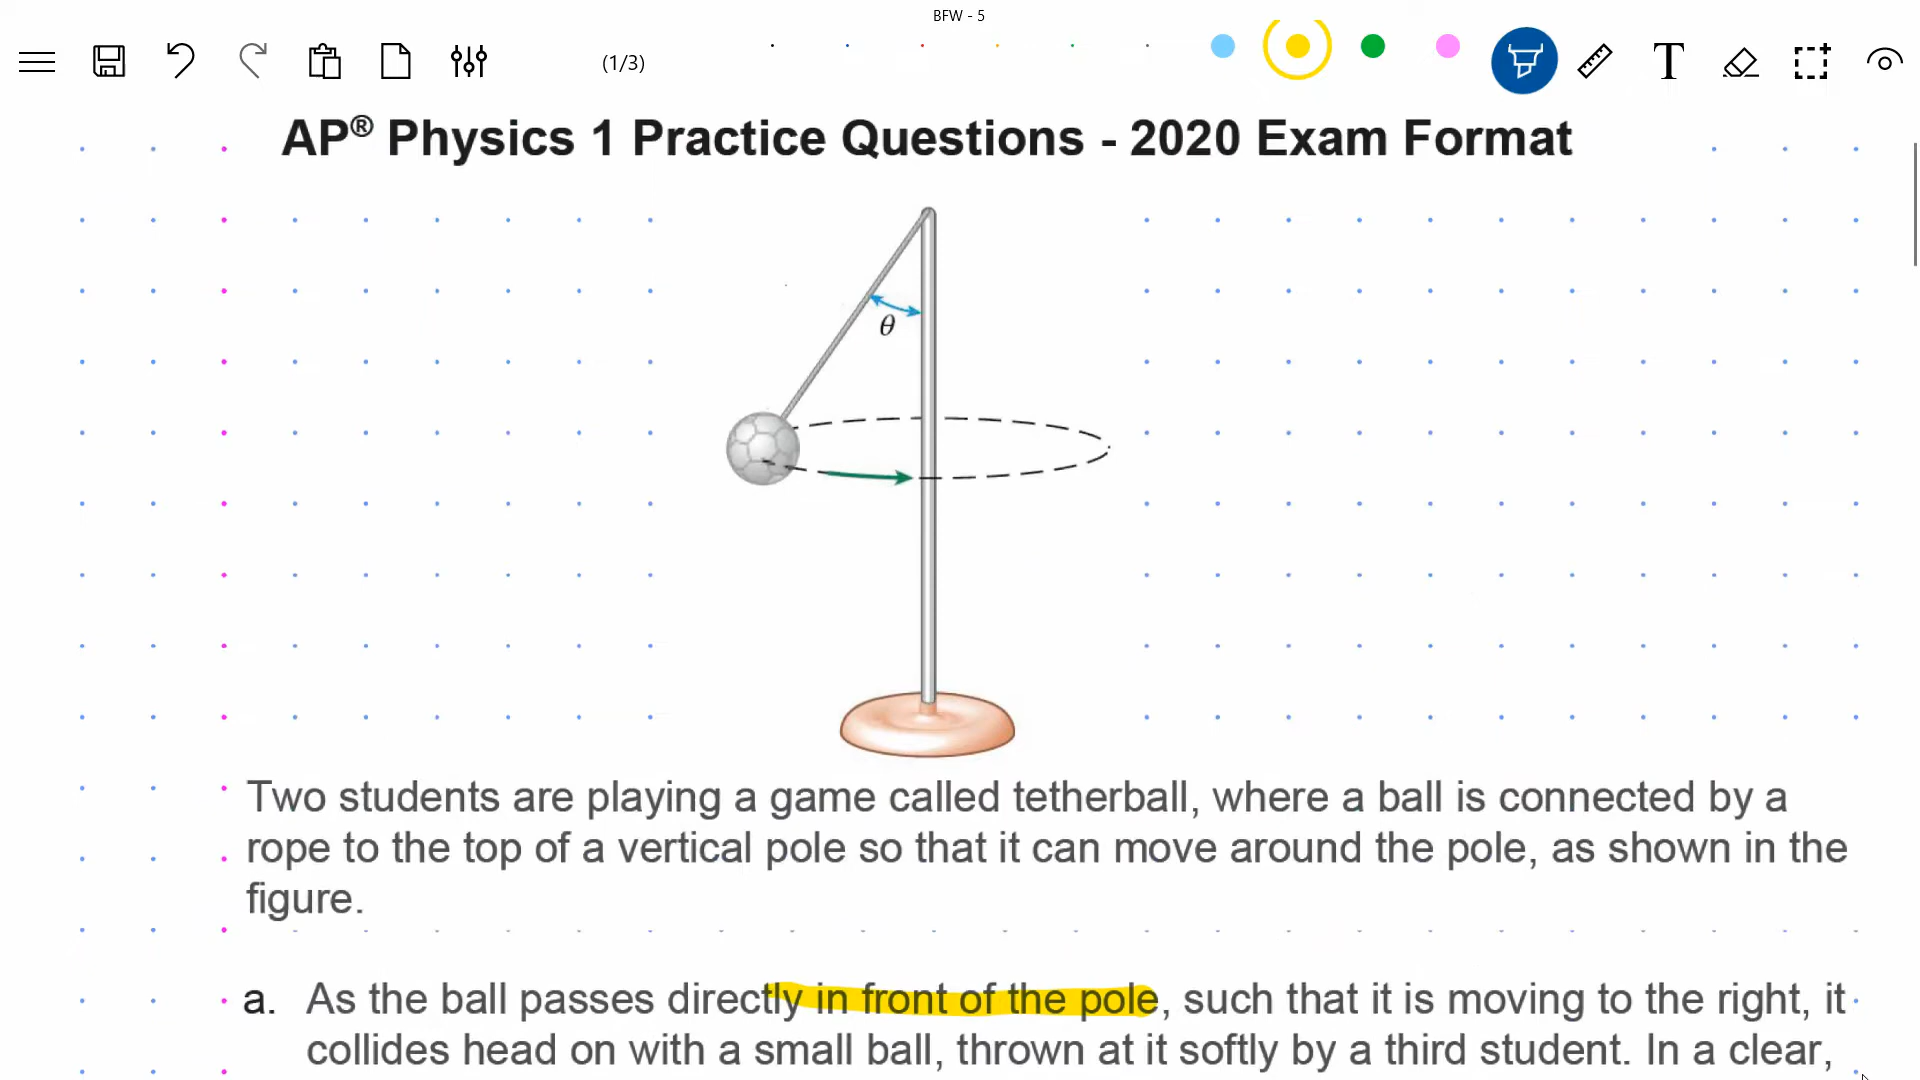 BFW - 5
(1/3)
T
AP® Physics 1 Practice Questions - 2020 Exam Format
θ
Two students are playing a game called tetherball, where a ball is connected by a
rope to the top of a vertical pole so that it can move around the pole, as shown in the
figure.
a. As the ball passes directly in front of the pole, such that it is moving to the right, it
collides head on with a small ball, thrown at it softly by a third student. In a clear,